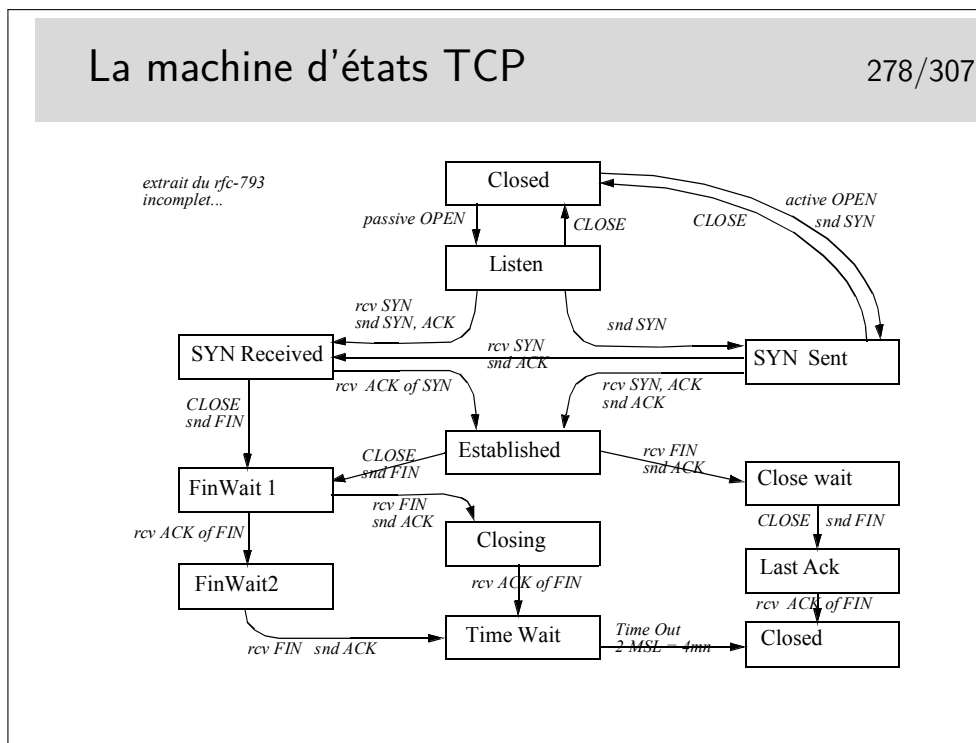 La machine d'états TCP
278/307
extrait du rfc-793
incomplet...
Closed
passive OPEN
CLOSE
active OPEN
snd SYN
CLOSE
Listen
rcv SYN
snd SYN, ACK
snd SYN
SYN Received
rcv SYN
snd ACK
SYN Sent
rcv ACK of SYN
rcv SYN, ACK
snd ACK
CLOSE
snd FIN
Established
CLOSE
snd FIN
rcv FIN
snd ACK
FinWait 1
Close wait
rcv FIN
snd ACK
rcv ACK of FIN
Closing
CLOSE snd FIN
FinWait2
rcv ACK of FIN
Last Ack
rcv ACK of FIN
rcv FIN snd ACK
Time Wait
Time Out
2 MSL = 4mn
Closed